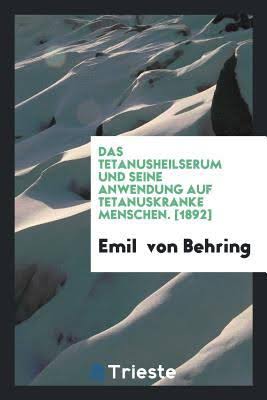 DAS
TETANUSHEILSERUM
UND SEINE
ANWENDUNG AUF
TETANUSKRANKE
MENSCHEN. [1892]
Emil von Behring
Trieste